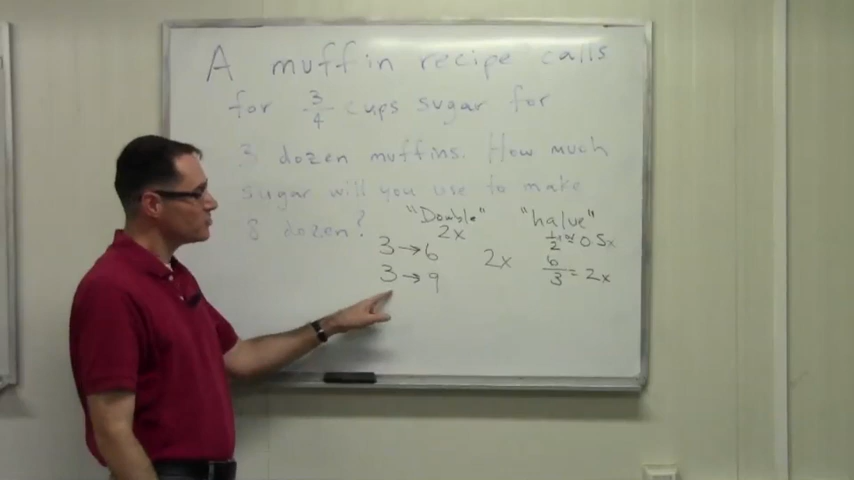 A muffin recipe calls
for 3/4 cups sugar for
3 dozen muffins. How much
sugar will you use to make
8 dozen?
"Double" "halve"
2x
1/2 x or 0.5x
3→6
2x
6/3 = 2x
3→9